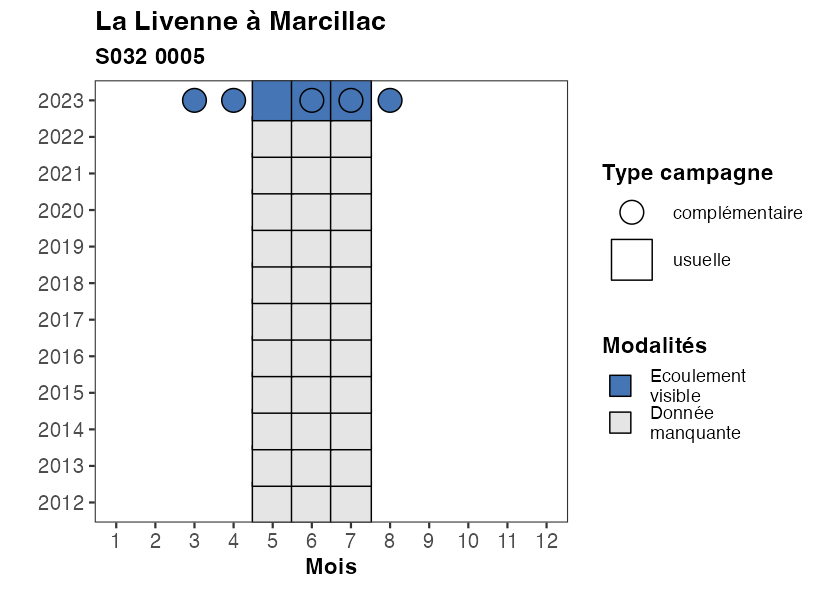 La Livenne à Marcillac
S032 0005
2023
2022
2021
2020
2019
2018
2017
2016
2015
2014
2013
2012
1 2 3 4 5 6 7 8 9 10 11 12
Mois
Type campagne
complémentaire
usuelle
Modalités
Ecoulement
visible
Donnée
manquante